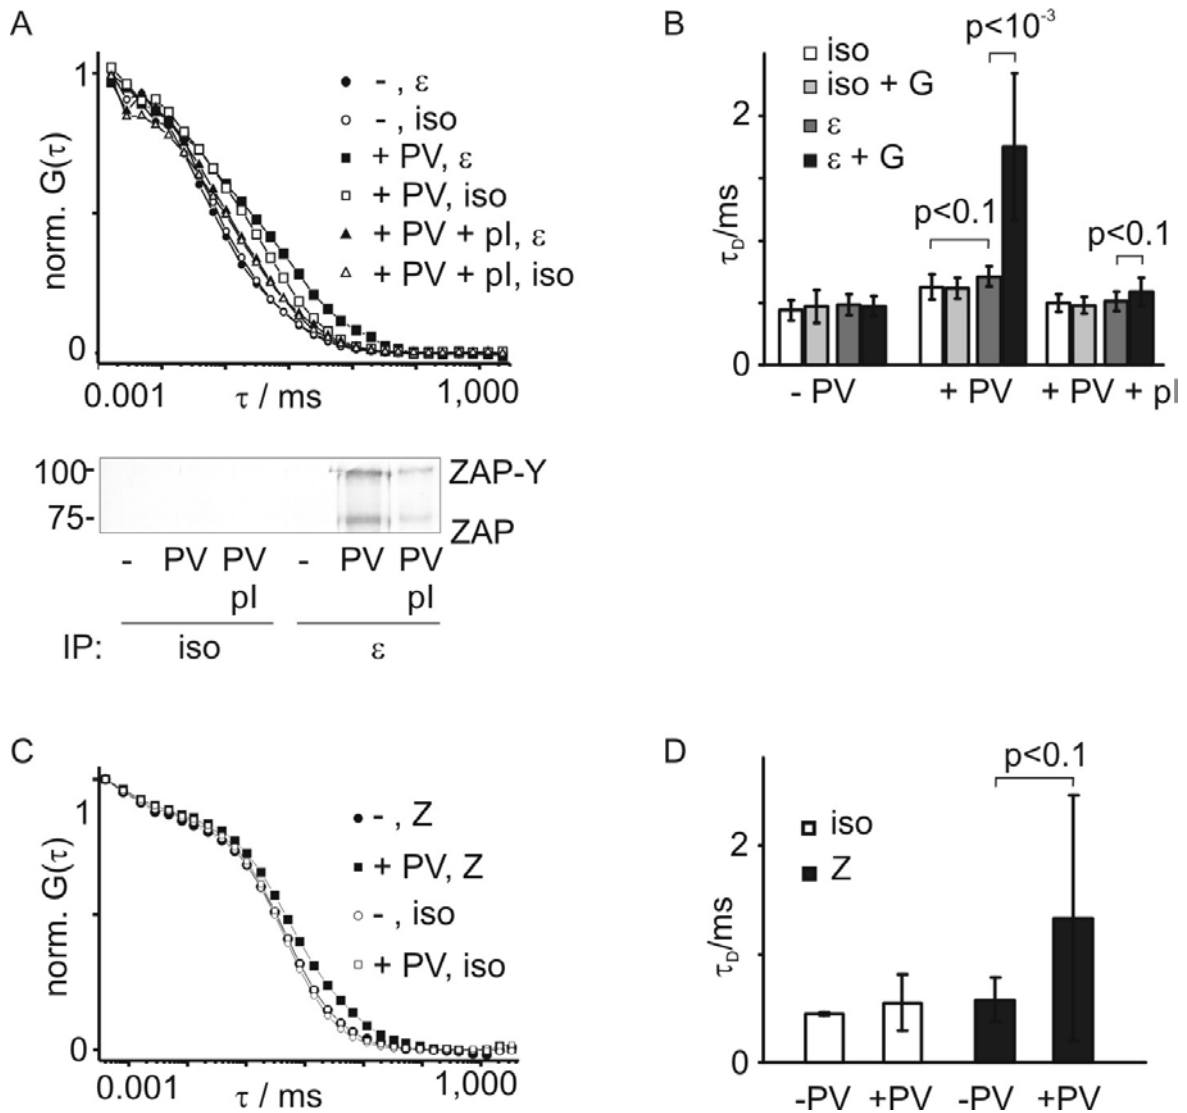 A
1
norm. G(τ)
0
0.001
τ / ms
1,000
- , ε
- , iso
+ PV, ε
+ PV, iso
+ PV + pI, ε
+ PV + pI, iso
B
p<10⁻³
iso
iso + G
ε
ε + G
2
τD/ms
0
p<0.1
p<0.1
- PV
+ PV
+ PV + pI
100-
75-
ZAP-Y
ZAP
- PV PV - PV PV
pI pI
IP: iso ε
C
1
norm. G(τ)
0
0.001
τ / ms
1,000
- , Z
+ PV, Z
- , iso
+ PV, iso
D
p<0.1
iso
Z
2
τD/ms
0
-PV +PV -PV +PV